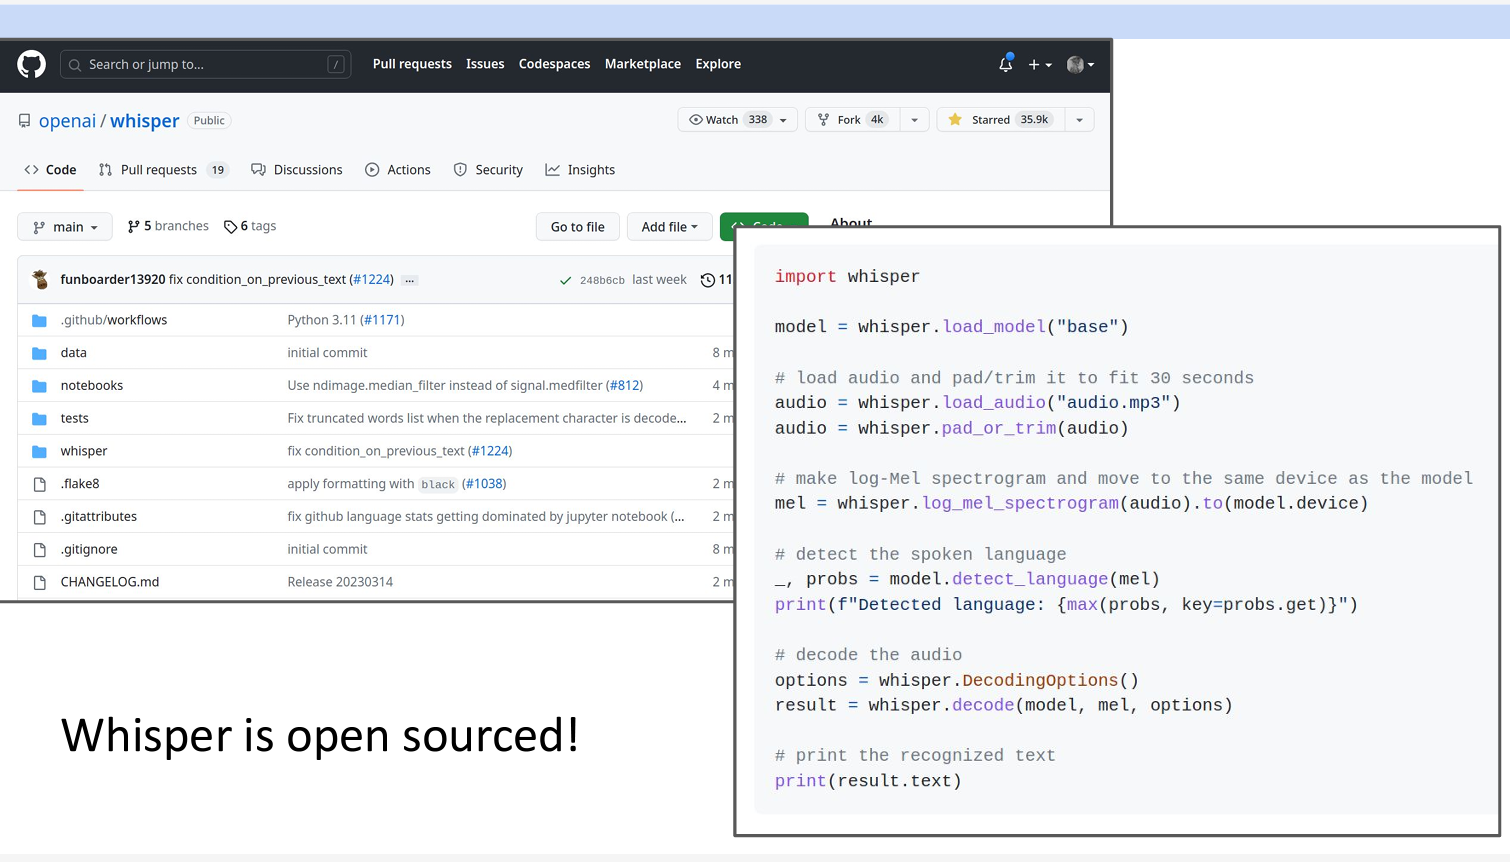 Search or jump to... /
Pull requests Issues Codespaces Marketplace Explore
openai / whisper Public
Watch 338 Fork 4k Starred 35.9k
Code Pull requests 19 Discussions Actions Security Insights
main 5 branches 6 tags Go to file Add file Code About
funboarder13920 fix condition_on_previous_text (#1224) ... 248b6cb last week 11
.github/workflows Python 3.11 (#1171)
data initial commit 8 m
notebooks Use ndimage.median_filter instead of signal.medfilter (#812) 4 m
tests Fix truncated words list when the replacement character is decode... 2 m
whisper fix condition_on_previous_text (#1224)
.flake8 apply formatting with black (#1038) 2 m
.gitattributes fix github language stats getting dominated by jupyter notebook (... 2 m
.gitignore initial commit 8 m
CHANGELOG.md Release 20230314 2 m
import whisper
model = whisper.load_model("base")
# load audio and pad/trim it to fit 30 seconds
audio = whisper.load_audio("audio.mp3")
audio = whisper.pad_or_trim(audio)
# make log-Mel spectrogram and move to the same device as the model
mel = whisper.log_mel_spectrogram(audio).to(model.device)
# detect the spoken language
_, probs = model.detect_language(mel)
print(f"Detected language: {max(probs, key=probs.get)}")
# decode the audio
options = whisper.DecodingOptions()
result = whisper.decode(model, mel, options)
# print the recognized text
print(result.text)
Whisper is open sourced!